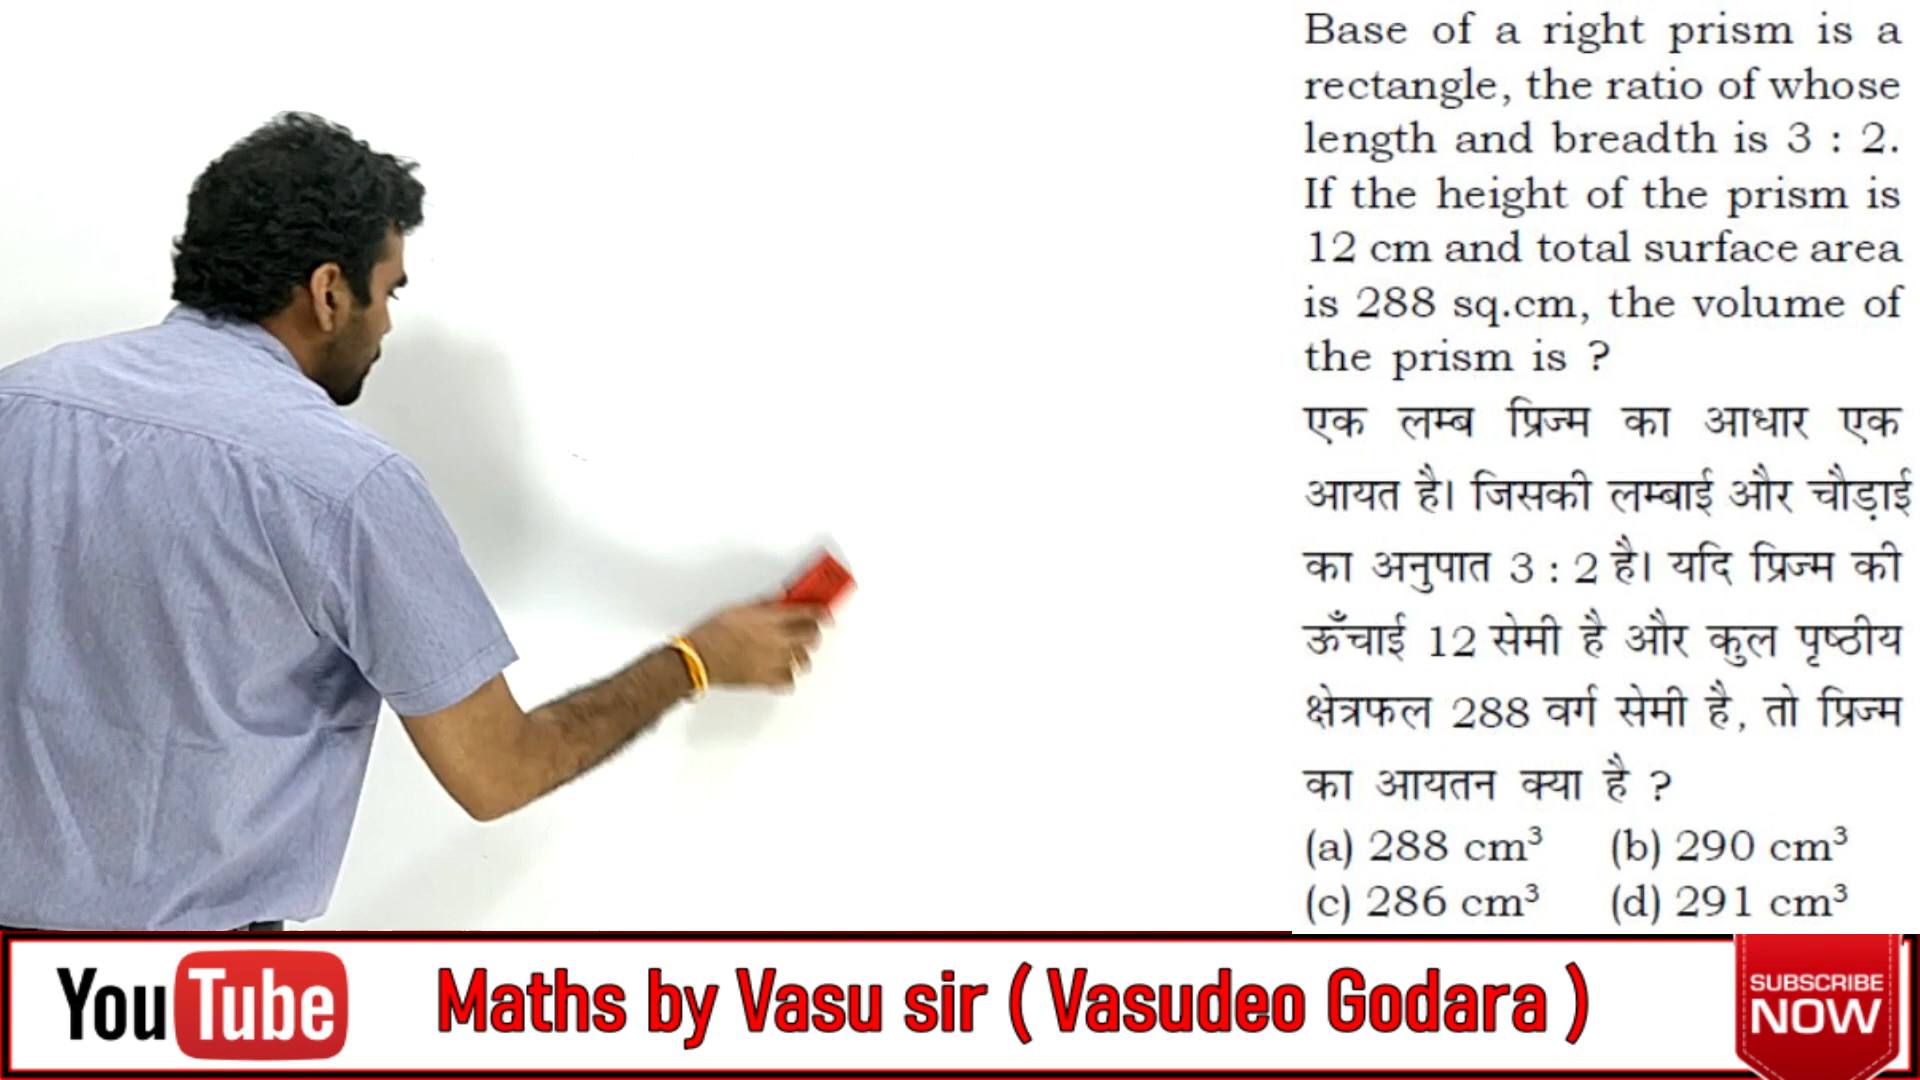 Base of a right prism is a
rectangle, the ratio of whose
length and breadth is 3 : 2.
If the height of the prism is
12 cm and total surface area
is 288 sq.cm, the volume of
the prism is ?
एक लम्ब प्रिज्म का आधार एक
आयत है। जिसकी लम्बाई और चौड़ाई
का अनुपात 3 : 2 है। यदि प्रिज्म की
ऊँचाई 12 सेमी है और कुल पृष्ठीय
क्षेत्रफल 288 वर्ग सेमी है, तो प्रिज्म
का आयतन क्या है ?
(a) 288 cm³ (b) 290 cm³
(c) 286 cm³ (d) 291 cm³
YouTube Maths by Vasu sir ( Vasudeo Godara )
SUBSCRIBE
NOW